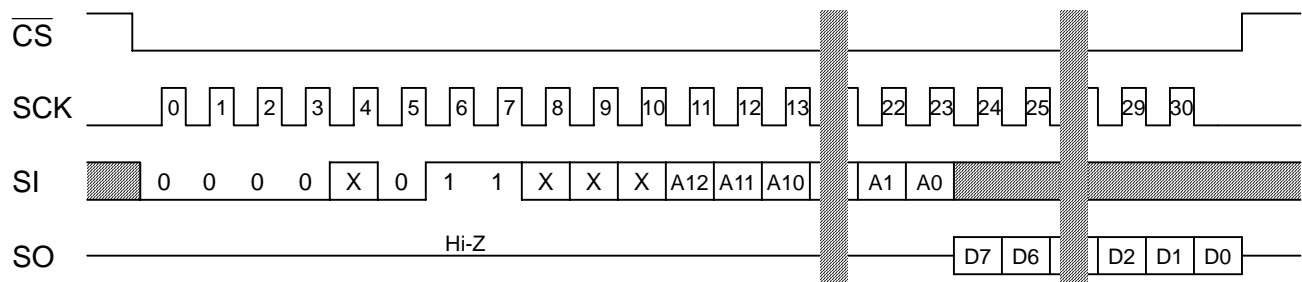 CS
SCK 0 1 2 3 4 5 6 7 8 9 10 11 12 13 22 23 24 25 29 30
SI 0 0 0 0 X 0 1 1 X X X A12 A11 A10 A1 A0
SO Hi-Z D7 D6 D2 D1 D0